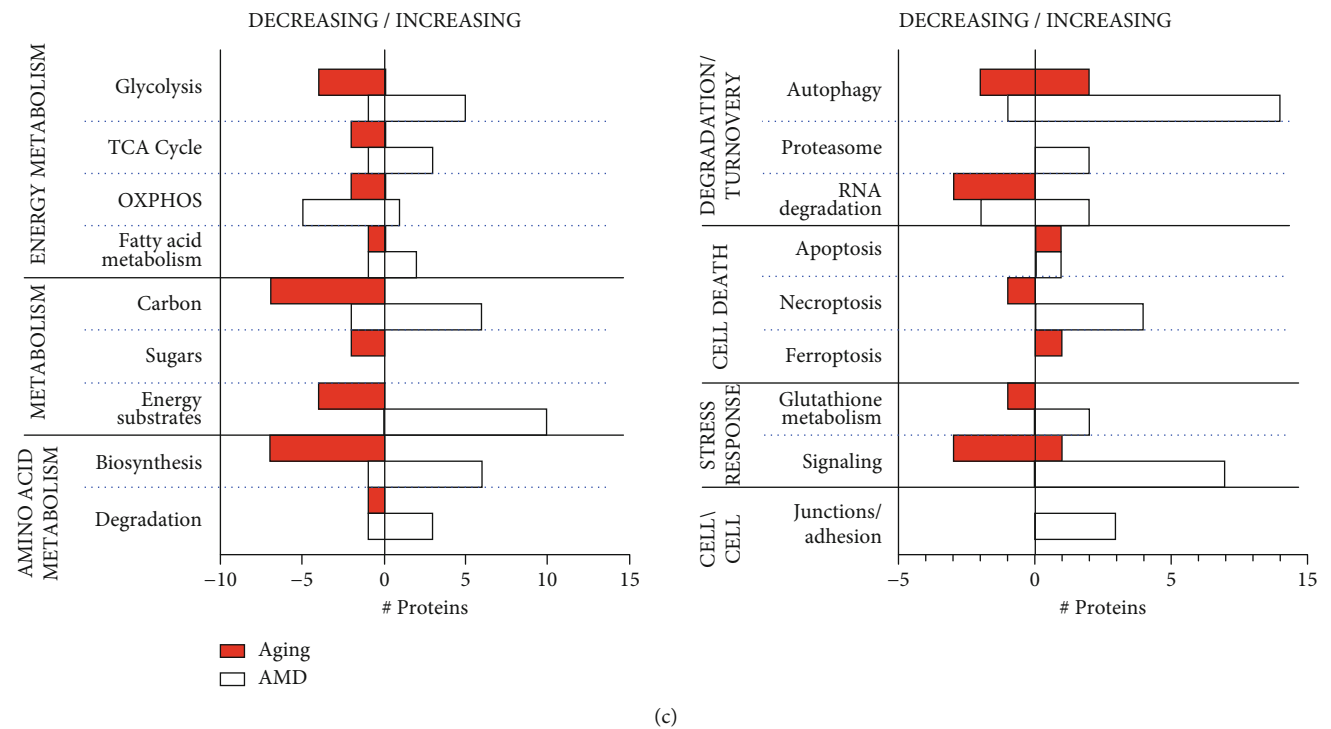 DECREASING / INCREASING
ENERGY METABOLISM
Glycolysis
TCA Cycle
OXPHOS
Fatty acid
metabolism
METABOLISM
Carbon
Sugars
Energy
substrates
AMINO ACID
METABOLISM
Biosynthesis
Degradation
−10
−5
0
5
10
15
# Proteins
Aging
AMD
DECREASING / INCREASING
DEGRADATION/
TURNOVERY
Autophagy
Proteasome
RNA
degradation
CELL DEATH
Apoptosis
Necroptosis
Ferroptosis
STRESS
RESPONSE
Glutathione
metabolism
Signaling
CELL\
CELL
Junctions/
adhesion
−5
0
5
15
# Proteins
(c)